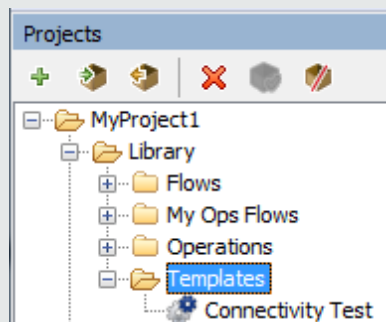 Projects
MyProject1
Library
Flows
My Ops Flows
Operations
Templates
Connectivity Test